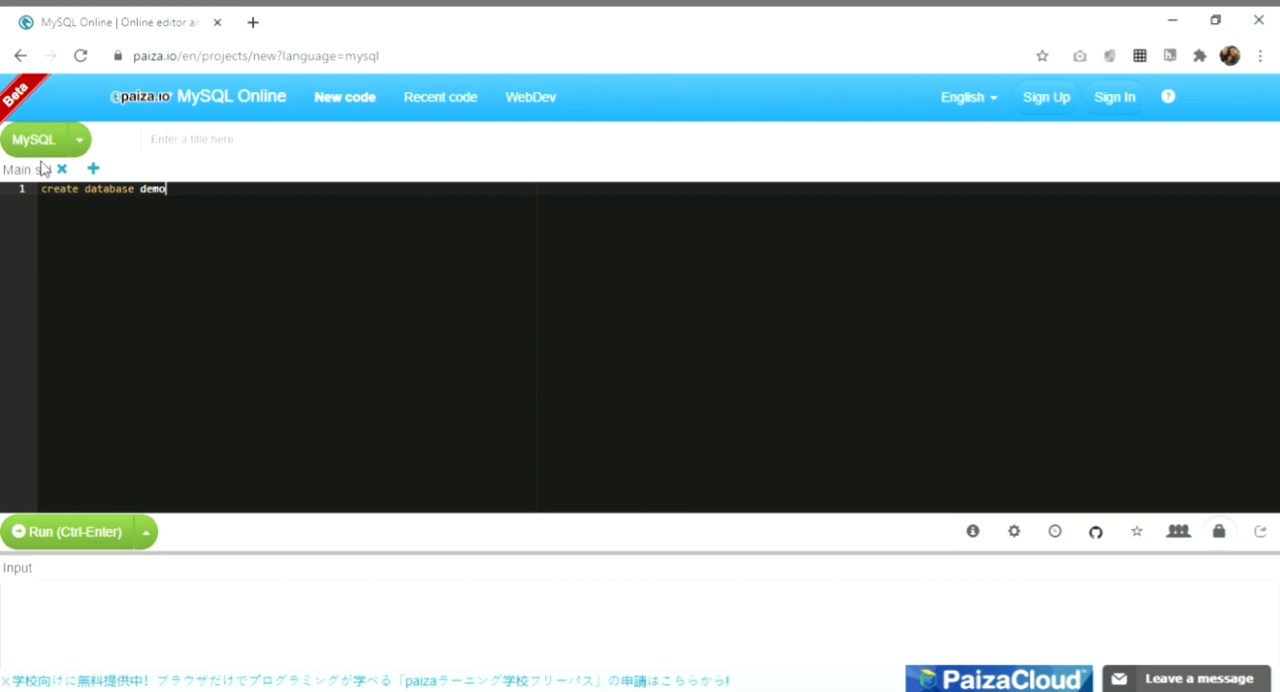 MySQL Online | Online editor ar
paiza.io/en/projects/new?language=mysql
Beta
paiza.io MySQL Online New code Recent code WebDev English Sign Up Sign In
MySQL Enter a title here
Main
1 create database demo
Run (Ctrl-Enter)
Input
×学校向けに無料提供中！ブラウザだけでプログラミングが学べる「paizaラーニング学校フリーパス」の申請はこちらから!
PaizaCloud Leave a message